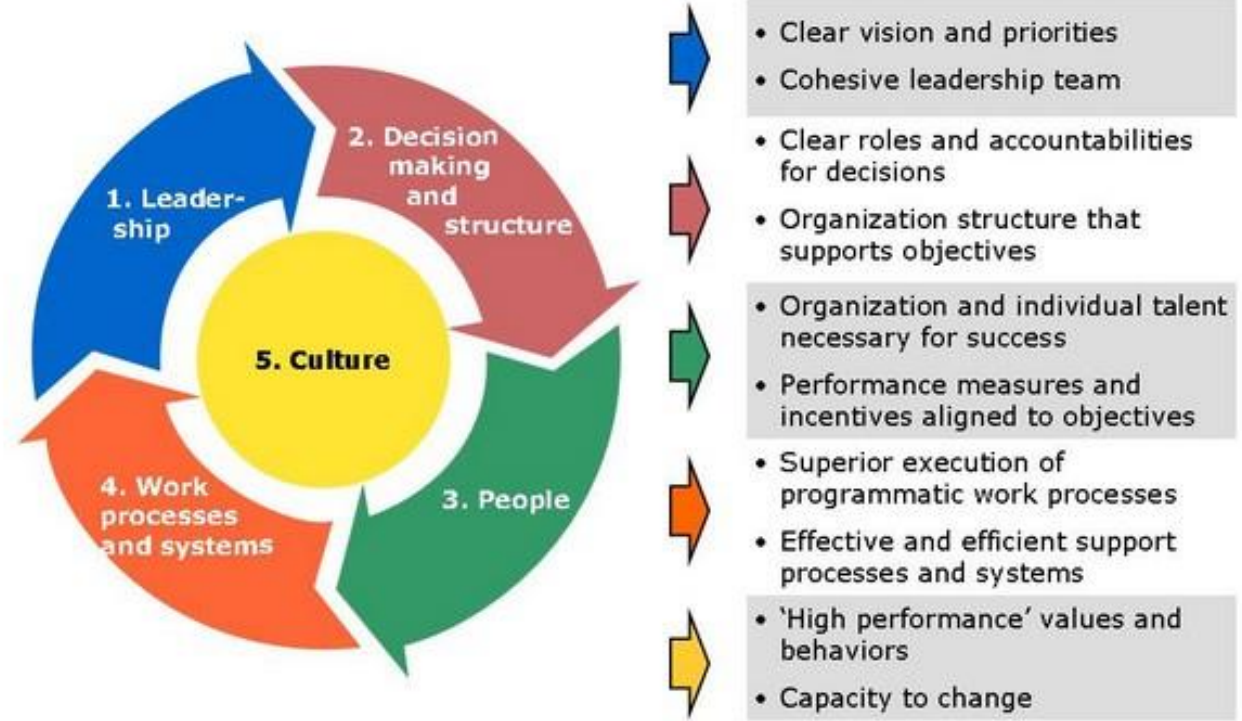 1. Leader-
ship
2. Decision
making
and
structure
3. People
4. Work
processes
and systems
5. Culture
• Clear vision and priorities
• Cohesive leadership team
• Clear roles and accountabilities
for decisions
• Organization structure that
supports objectives
• Organization and individual talent
necessary for success
• Performance measures and
incentives aligned to objectives
• Superior execution of
programmatic work processes
• Effective and efficient support
processes and systems
• ‘High performance’ values and
behaviors
• Capacity to change